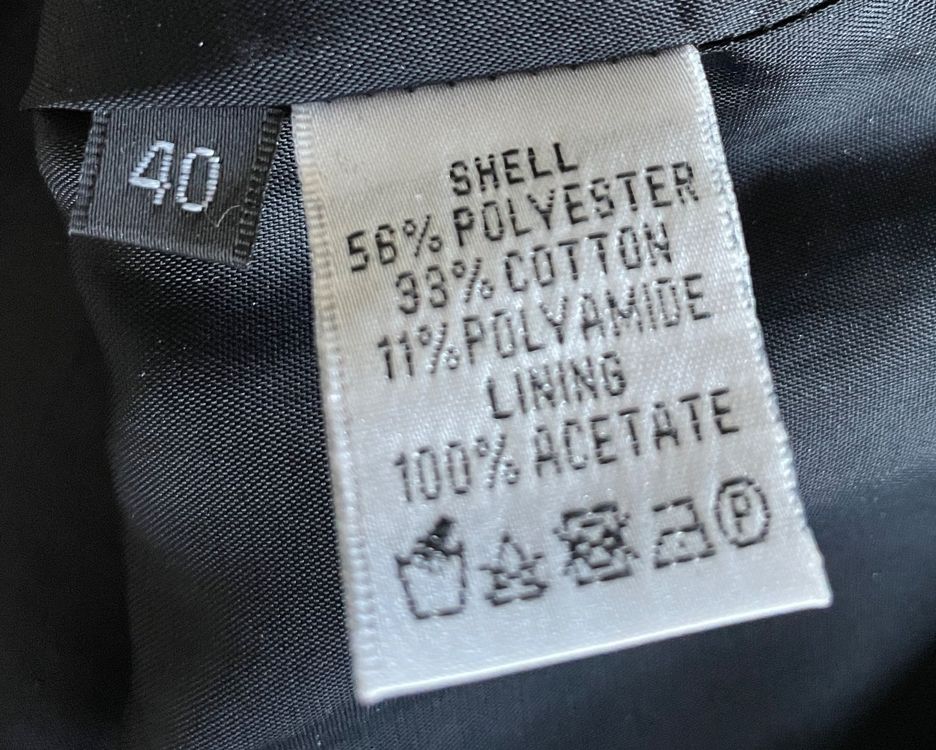 40
SHELL
56% POLYESTER
33% COTTON
11% POLYAMIDE
LINING
100% ACETATE
P